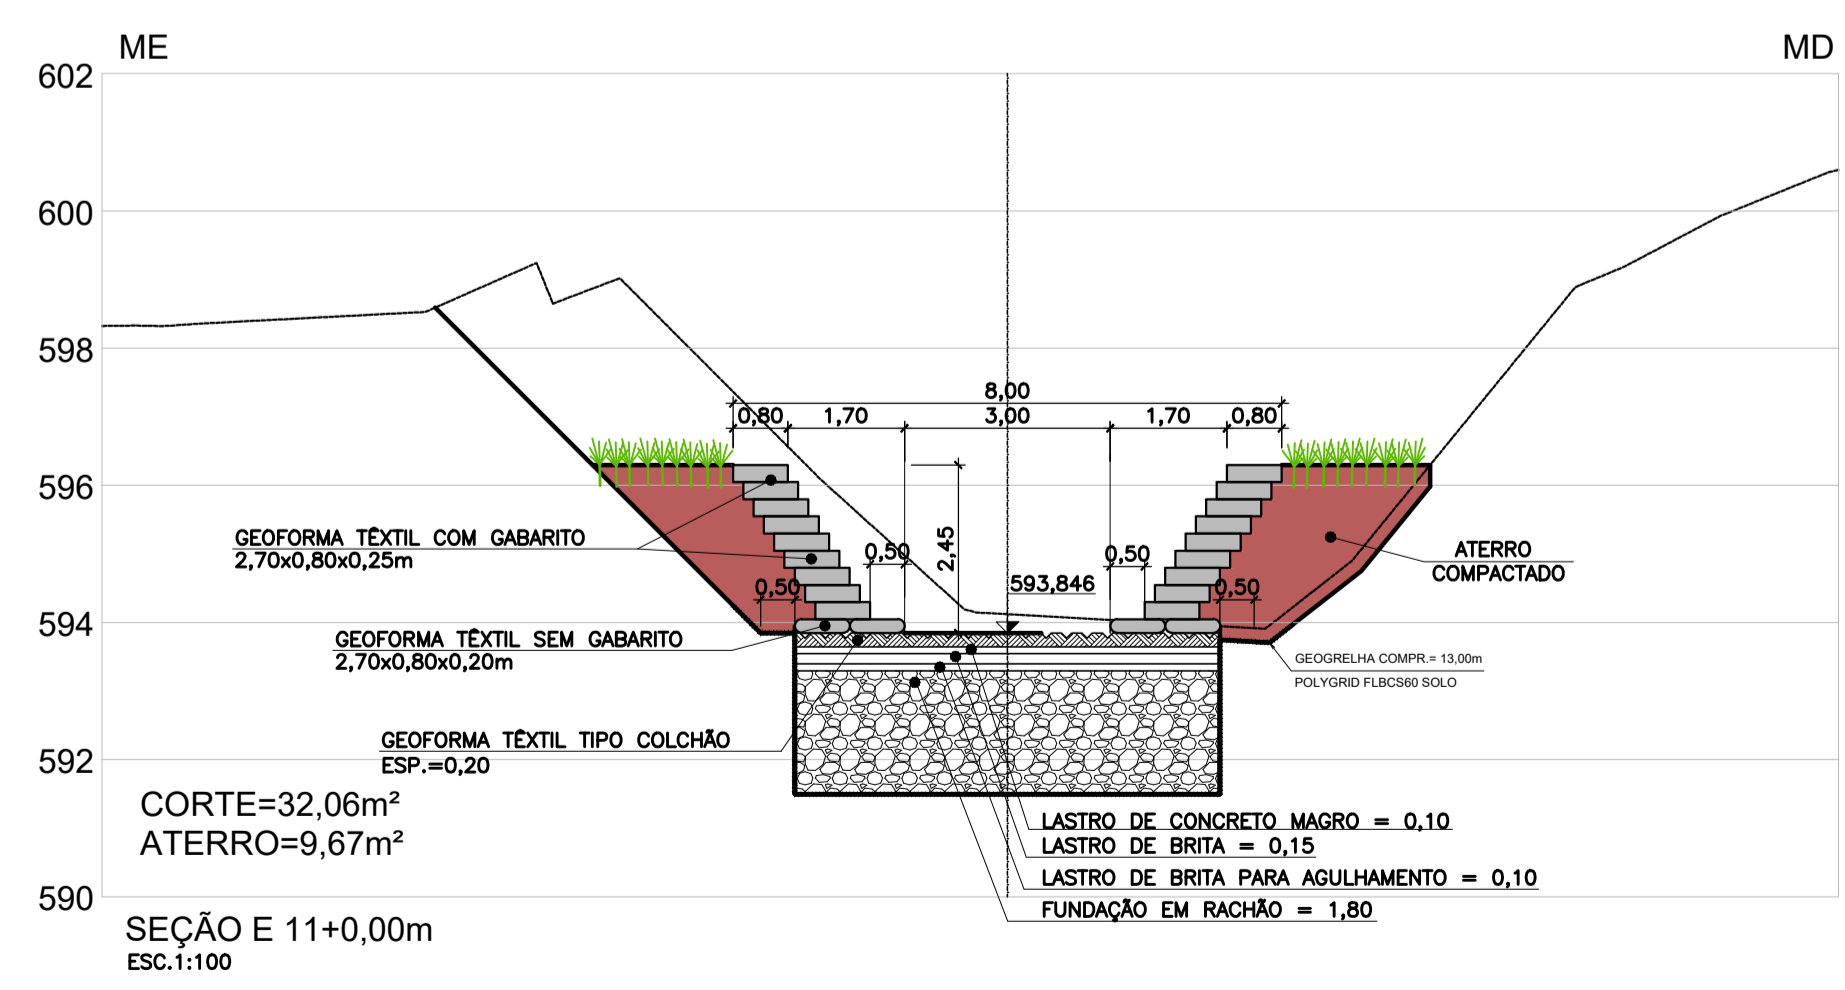 ME
MD
602
600
598
596
594
592
590
8,00
0,80
1,70
3,00
1,70
0,80
2,45
0,50
0,50
593,846
0,50
0,50
GEOFORMA TÊXTIL COM GABARITO
2,70x0,80x0,25m
ATERRO
COMPACTADO
GEOFORMA TÊXTIL SEM GABARITO
2,70x0,80x0,20m
GEOGRELHA COMPR.= 13,00m
POLYGRID FLBCS60 SOLO
GEOFORMA TÊXTIL TIPO COLCHÃO
ESP.=0,20
CORTE=32,06m²
ATERRO=9,67m²
LASTRO DE CONCRETO MAGRO = 0,10
LASTRO DE BRITA = 0,15
LASTRO DE BRITA PARA AGULHAMENTO = 0,10
FUNDAÇÃO EM RACHÃO = 1,80
SEÇÃO E 11+0,00m
ESC.1:100